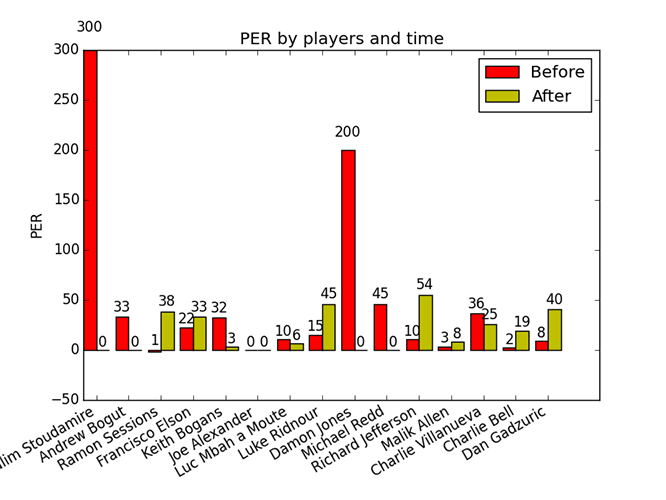 300
PER by players and time
Before
After
PER
300
250
200
150
100
50
0
−50
0
33
0
1
38
22
33
32
3
0
0
10
6
15
45
200
0
45
0
10
54
3
8
36
25
2
19
8
40
lim Stoudamire
Andrew Bogut
Ramon Sessions
Francisco Elson
Keith Bogans
Joe Alexander
Luc Mbah a Moute
Luke Ridnour
Damon Jones
Michael Redd
Richard Jefferson
Malik Allen
Charlie Villanueva
Charlie Bell
Dan Gadzuric